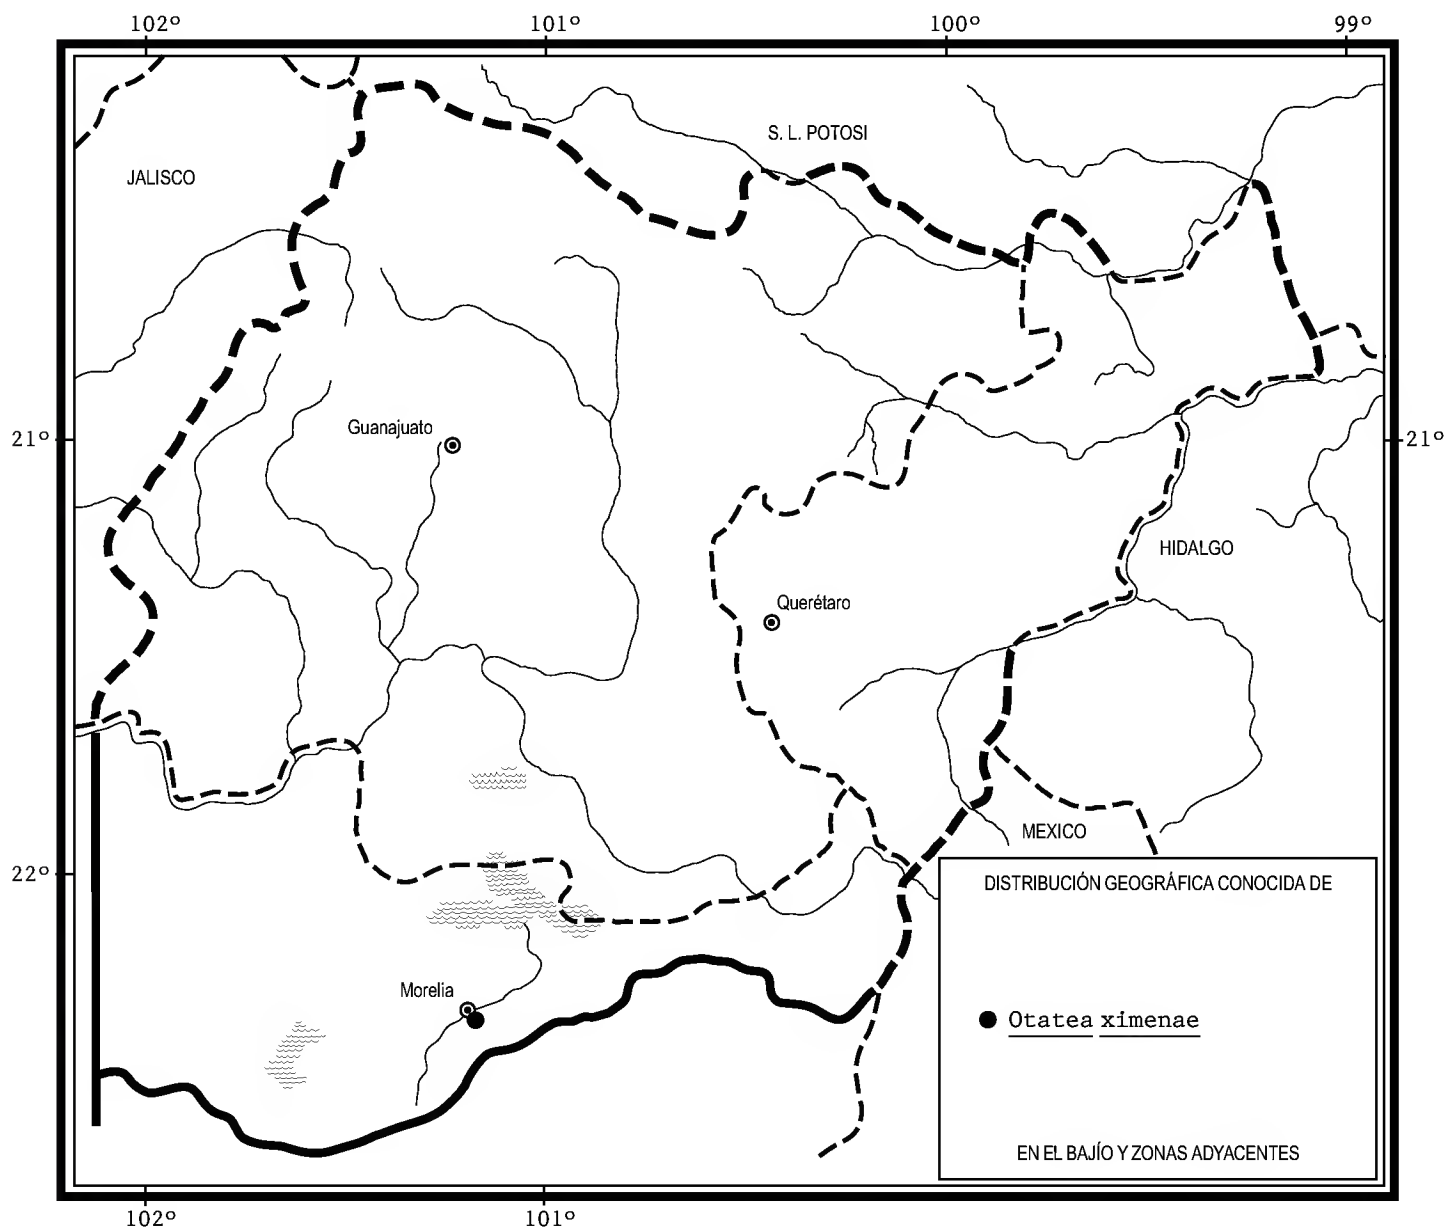 102º 101º 100º 99º
S. L. POTOSI
JALISCO
Guanajuato
21º 21º
HIDALGO
Querétaro
MEXICO
22º
DISTRIBUCIÓN GEOGRÁFICA CONOCIDA DE
Morelia
Otatea ximenae
EN EL BAJÍO Y ZONAS ADYACENTES
102º 101º